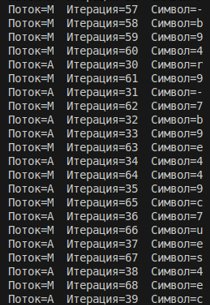 Поток=M Итерация=57 Символ=-
Поток=M Итерация=58 Символ=b
Поток=M Итерация=59 Символ=9
Поток=M Итерация=60 Символ=4
Поток=A Итерация=30 Символ=r
Поток=M Итерация=61 Символ=9
Поток=A Итерация=31 Символ=-
Поток=M Итерация=62 Символ=7
Поток=A Итерация=32 Символ=b
Поток=A Итерация=33 Символ=9
Поток=M Итерация=63 Символ=e
Поток=A Итерация=34 Символ=4
Поток=M Итерация=64 Символ=4
Поток=A Итерация=35 Символ=9
Поток=M Итерация=65 Символ=c
Поток=A Итерация=36 Символ=7
Поток=M Итерация=66 Символ=u
Поток=A Итерация=37 Символ=e
Поток=M Итерация=67 Символ=s
Поток=A Итерация=38 Символ=4
Поток=M Итерация=68 Символ=e
Поток=A Итерация=39 Символ=c